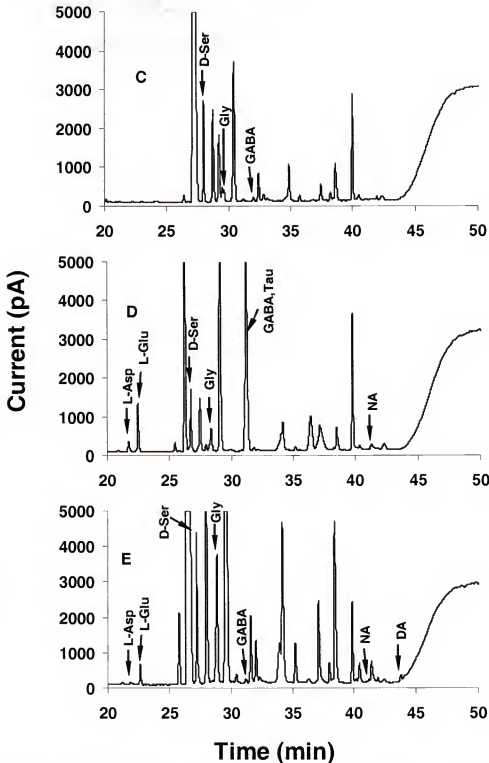 Current (pA)
5000
4000
3000
2000
1000
0
C
D-Ser
Gly
GABA
20 25 30 35 40 45 50
5000
4000
3000
2000
1000
0
D
L-Asp
L-Glu
D-Ser
Gly
GABA,Tau
NA
20 25 30 35 40 45 50
5000
4000
3000
2000
1000
0
E
L-Asp
L-Glu
D-Ser
Gly
GABA
NA
DA
20 25 30 35 40 45 50
Time (min)